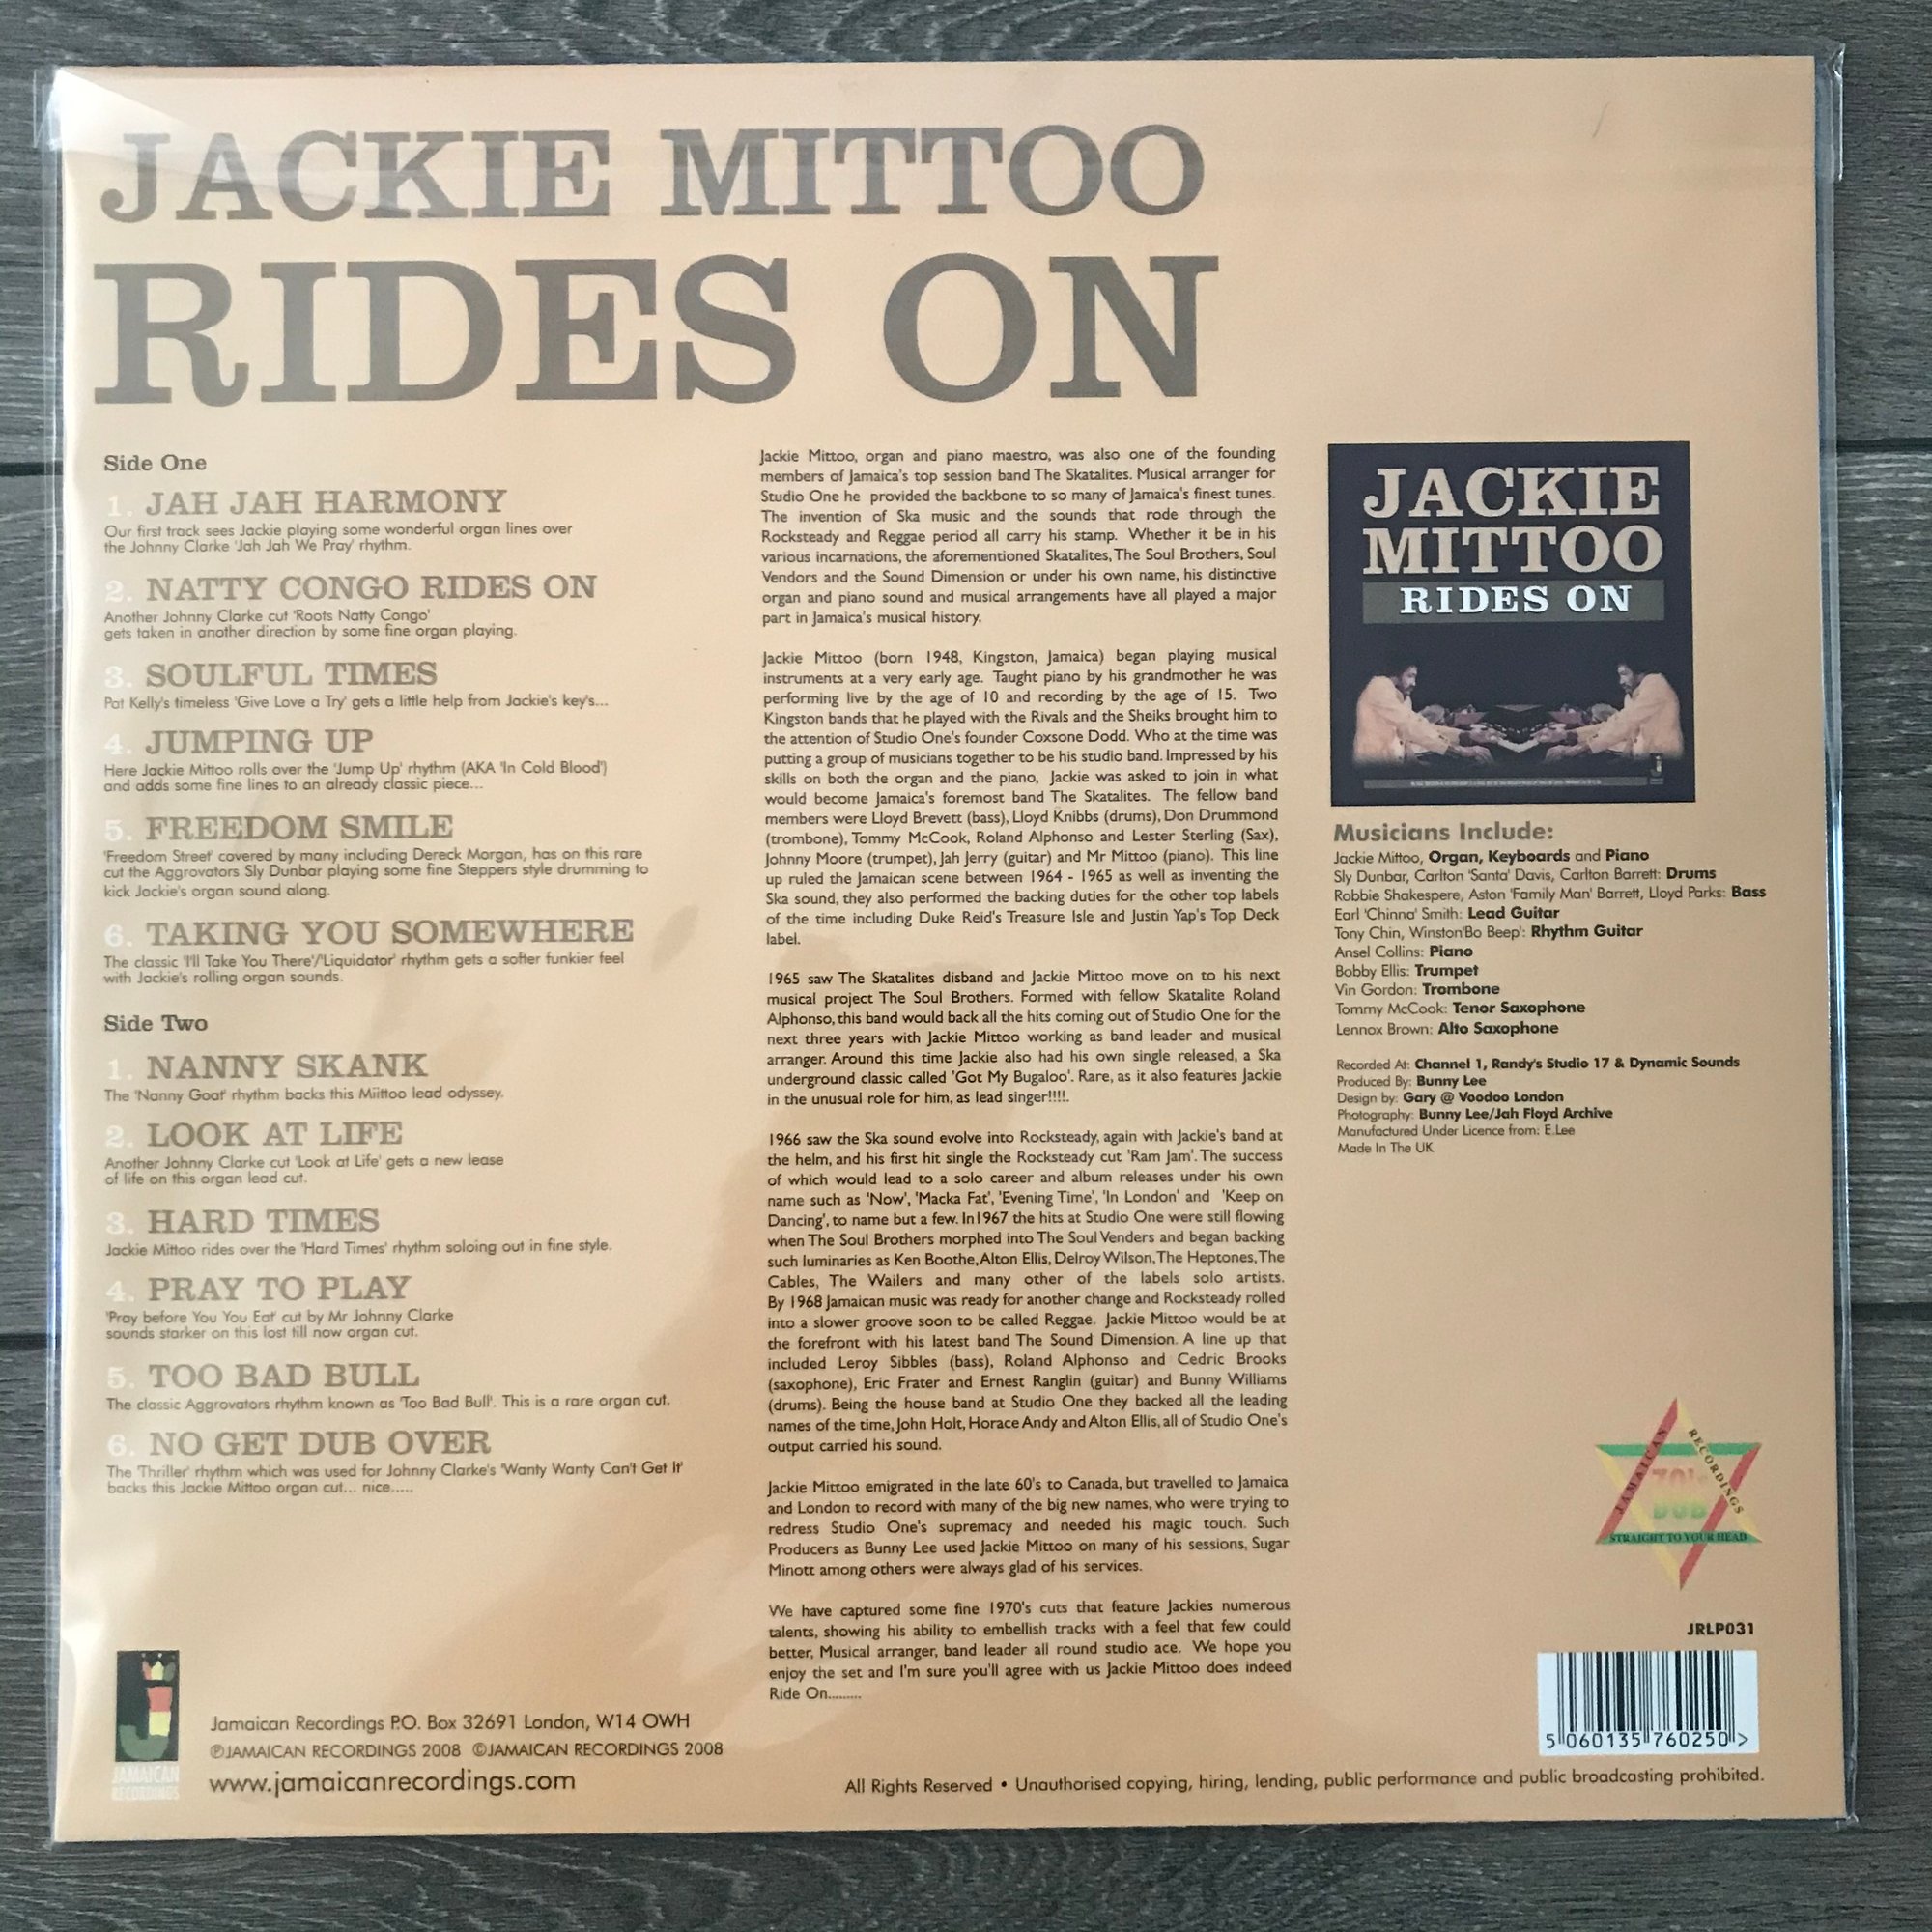 JACKIE MITTOO
RIDES ON
Side One
1. JAH JAH HARMONY
Our first track sees Jackie playing some wonderful organ lines over
the Johnny Clarke 'Jah Jah We Pray' rhythm.
2. NATTY CONGO RIDES ON
Another Johnny Clarke cut 'Roots Natty Congo'
gets taken in another direction by some fine organ playing.
3. SOULFUL TIMES
Pat Kelly's timeless 'Give Love a Try' gets a little help from Jackie's key's...
4. JUMPING UP
Here Jackie Mittoo rolls over the 'Jump Up' rhythm (AKA 'In Cold Blood')
and adds some fine lines to an already classic piece...
5. FREEDOM SMILE
'Freedom Street' covered by many including Dereck Morgan, has on this rare
cut the Aggrovators Sly Dunbar playing some fine Steppers style drumming to
kick Jackie's organ sound along.
6. TAKING YOU SOMEWHERE
The classic 'I'll Take You There'/'Liquidator' rhythm gets a softer funkier feel
with Jackie's rolling organ sounds.
Side Two
1. NANNY SKANK
The 'Nanny Goat' rhythm backs this Miittoo lead odyssey.
2. LOOK AT LIFE
Another Johnny Clarke cut 'Look at Life' gets a new lease
of life on this organ lead cut.
3. HARD TIMES
Jackie Mittoo rides over the 'Hard Times' rhythm soloing out in fine style.
4. PRAY TO PLAY
'Pray before You You Eat' cut by Mr Johnny Clarke
sounds starker on this lost till now organ cut.
5. TOO BAD BULL
The classic Aggrovators rhythm known as 'Too Bad Bull'. This is a rare organ cut.
6. NO GET DUB OVER
The 'Thriller' rhythm which was used for Johnny Clarke's 'Wanty Wanty Can't Get It'
backs this Jackie Mittoo organ cut... nice.....
Jackie Mittoo, organ and piano maestro, was also one of the founding
members of Jamaica's top session band The Skatalites. Musical arranger for
Studio One he provided the backbone to so many of Jamaica's finest tunes.
The invention of Ska music and the sounds that rode through the
Rocksteady and Reggae period all carry his stamp. Whether it be in his
various incarnations, the aforementioned Skatalites, The Soul Brothers, Soul
Vendors and the Sound Dimension or under his own name, his distinctive
organ and piano sound and musical arrangements have all played a major
part in Jamaica's musical history.
Jackie Mittoo (born 1948, Kingston, Jamaica) began playing musical
instruments at a very early age. Taught piano by his grandmother he was
performing live by the age of 10 and recording by the age of 15. Two
Kingston bands that he played with the Rivals and the Sheiks brought him to
the attention of Studio One's founder Coxsone Dodd. Who at the time was
putting a group of musicians together to be his studio band. Impressed by his
skills on both the organ and the piano, Jackie was asked to join in what
would become Jamaica's foremost band The Skatalites. The fellow band
members were Lloyd Brevett (bass), Lloyd Knibbs (drums), Don Drummond
(trombone), Tommy McCook, Roland Alphonso and Lester Sterling (Sax),
Johnny Moore (trumpet), Jah Jerry (guitar) and Mr Mittoo (piano). This line
up ruled the Jamaican scene between 1964 - 1965 as well as inventing the
Ska sound, they also performed the backing duties for the other top labels
of the time including Duke Reid's Treasure Isle and Justin Yap's Top Deck
label.
1965 saw The Skatalites disband and Jackie Mittoo move on to his next
musical project The Soul Brothers. Formed with fellow Skatalite Roland
Alphonso, this band would back all the hits coming out of Studio One for the
next three years with Jackie Mittoo working as band leader and musical
arranger. Around this time Jackie also had his own single released, a Ska
underground classic called 'Got My Bugaloo'. Rare, as it also features Jackie
in the unusual role for him, as lead singer!!!!.
1966 saw the Ska sound evolve into Rocksteady, again with Jackie's band at
the helm, and his first hit single the Rocksteady cut 'Ram Jam'. The success
of which would lead to a solo career and album releases under his own
name such as 'Now', 'Macka Fat', 'Evening Time', 'In London' and 'Keep on
Dancing', to name but a few. In1967 the hits at Studio One were still flowing
when The Soul Brothers morphed into The Soul Venders and began backing
such luminaries as Ken Boothe, Alton Ellis, Delroy Wilson, The Heptones, The
Cables, The Wailers and many other of the labels solo artists.
By 1968 Jamaican music was ready for another change and Rocksteady rolled
into a slower groove soon to be called Reggae. Jackie Mittoo would be at
the forefront with his latest band The Sound Dimension. A line up that
included Leroy Sibbles (bass), Roland Alphonso and Cedric Brooks
(saxophone), Eric Frater and Ernest Ranglin (guitar) and Bunny Williams
(drums). Being the house band at Studio One they backed all the leading
names of the time, John Holt, Horace Andy and Alton Ellis, all of Studio One's
output carried his sound.
Jackie Mittoo emigrated in the late 60's to Canada, but travelled to Jamaica
and London to record with many of the big new names, who were trying to
redress Studio One's supremacy and needed his magic touch. Such
Producers as Bunny Lee used Jackie Mittoo on many of his sessions, Sugar
Minott among others were always glad of his services.
We have captured some fine 1970's cuts that feature Jackies numerous
talents, showing his ability to embellish tracks with a feel that few could
better, Musical arranger, band leader all round studio ace. We hope you
enjoy the set and I'm sure you'll agree with us Jackie Mittoo does indeed
Ride On.........
JACKIE
MITTOO
RIDES ON
Musicians Include:
Jackie Mittoo, Organ, Keyboards and Piano
Sly Dunbar, Carlton 'Santa' Davis, Carlton Barrett: Drums
Robbie Shakespere, Aston 'Family Man' Barrett, Lloyd Parks: Bass
Earl 'Chinna' Smith: Lead Guitar
Tony Chin, Winston'Bo Beep': Rhythm Guitar
Ansel Collins: Piano
Bobby Ellis: Trumpet
Vin Gordon: Trombone
Tommy McCook: Tenor Saxophone
Lennox Brown: Alto Saxophone
Recorded At: Channel 1, Randy's Studio 17 & Dynamic Sounds
Produced By: Bunny Lee
Design by: Gary @ Voodoo London
Photography: Bunny Lee/Jah Floyd Archive
Manufactured Under Licence from: E.Lee
Made In The UK
JAMAICAN RECORDINGS
70's
DUB
STRAIGHT TO YOUR HEAD
JRLP031
5 060135 760250 >
JAMAICAN
RECORDINGS
Jamaican Recordings P.O. Box 32691 London, W14 OWH
℗JAMAICAN RECORDINGS 2008 ©JAMAICAN RECORDINGS 2008
www.jamaicanrecordings.com
All Rights Reserved • Unauthorised copying, hiring, lending, public performance and public broadcasting prohibited.